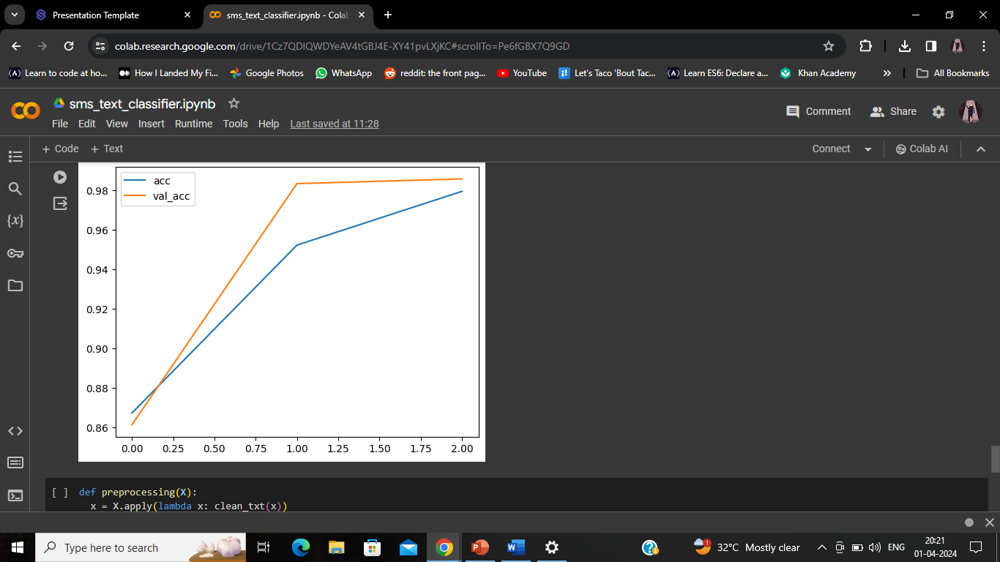 Presentation Template
sms_text_classifier.ipynb - Colab
colab.research.google.com/drive/1Cz7QDIQWDYeAV4tGBJ4E-XY41pvLXjKC#scrollTo=Pe6fGBX7Q9GD
Learn to code at ho... How I Landed My Fi... Google Photos WhatsApp reddit: the front pag... YouTube Let's Taco 'Bout Tac... Learn ES6: Declare a... Khan Academy » All Bookmarks
sms_text_classifier.ipynb
Comment Share
File Edit View Insert Runtime Tools Help Last saved at 11:28
+ Code + Text Connect Colab AI
acc
val_acc
0.98
0.96
0.94
0.92
0.90
0.88
0.86
0.00 0.25 0.50 0.75 1.00 1.25 1.50 1.75 2.00
{x}
[ ] def preprocessing(X):
x = X.apply(lambda x: clean_txt(x))
Type here to search
32°C Mostly clear
ENG
20:21
01-04-2024